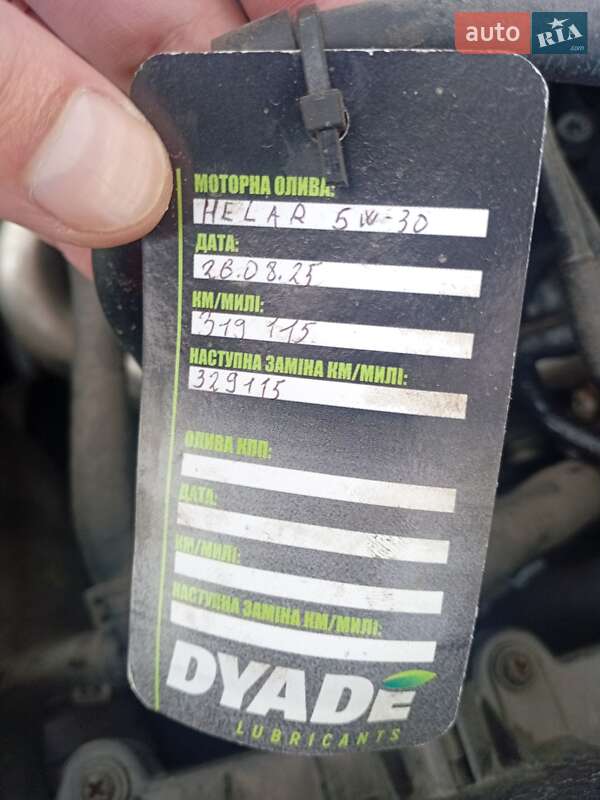 auto RIA.com
МОТОРНА ОЛИВА:
HELAR 5W-30
ДАТА:
26.08.25
КМ/МИЛІ:
319 115
НАСТУПНА ЗАМІНА КМ/МИЛІ:
329115
ОЛИВА КПП:
ДАТА:
КМ/МИЛІ:
НАСТУПНА ЗАМІНА КМ/МИЛІ:
DYADE
LUBRICANTS